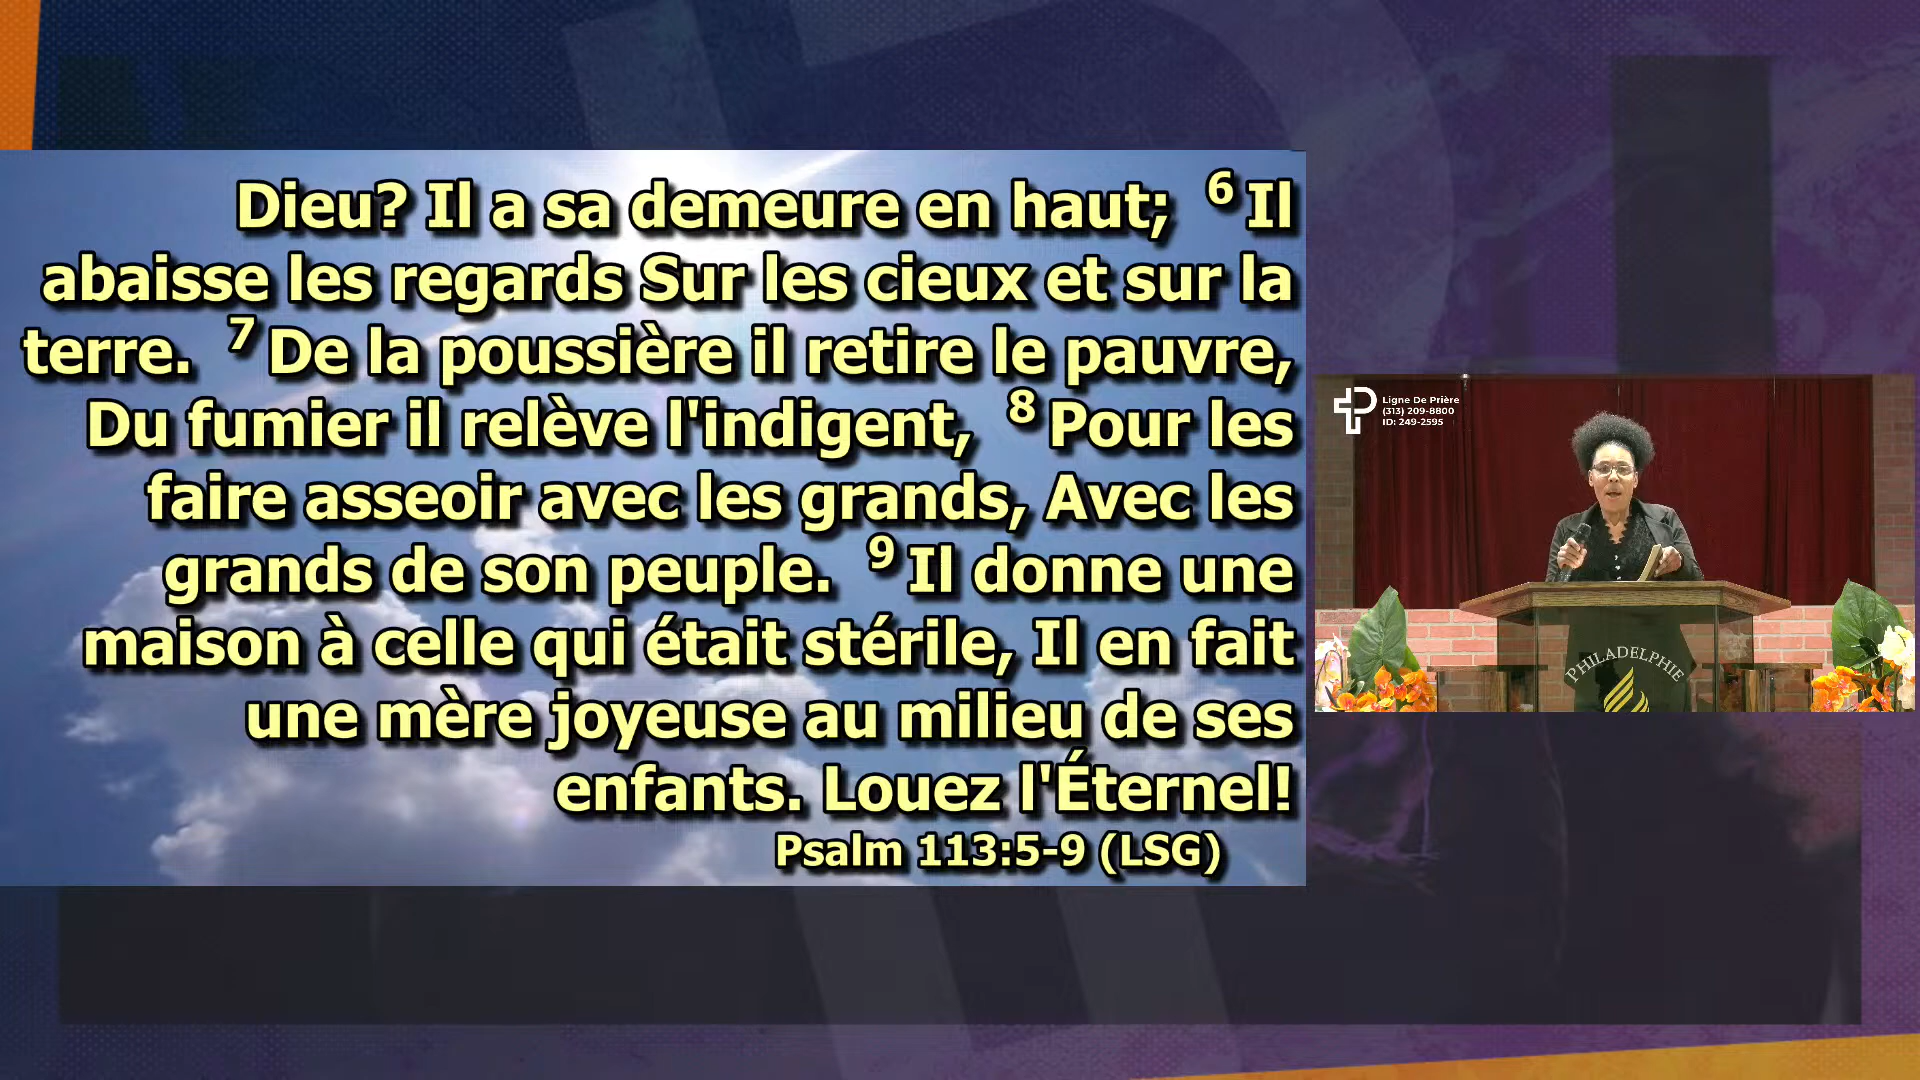 Dieu? Il a sa demeure en haut; 6 Il
abaisse les regards Sur les cieux et sur la
terre. 7 De la poussière il retire le pauvre,
Du fumier il relève l'indigent, 8 Pour les
faire asseoir avec les grands, Avec les
grands de son peuple. 9 Il donne une
maison à celle qui était stérile, Il en fait
une mère joyeuse au milieu de ses
enfants. Louez l'Éternel!
Psalm 113:5-9 (LSG)
Ligne De Prière
(313) 209-8800
ID: 249-2595
PHILADELPHIE